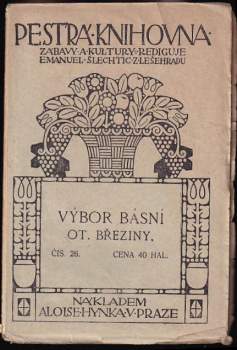 PESTRÁ·KNIHOVNA·
ZÁBAVY·A·KULTURY·REDIGUJE
EMANUEL·ŠLECHTIC·Z·LEŠEHRADU
VÝBOR BÁSNÍ
OT. BŘEZINY.
ČÍS. 26. CENA 40 HAL.
NÁKLADEM
ALOISE·HYNKA·V·PRAZE